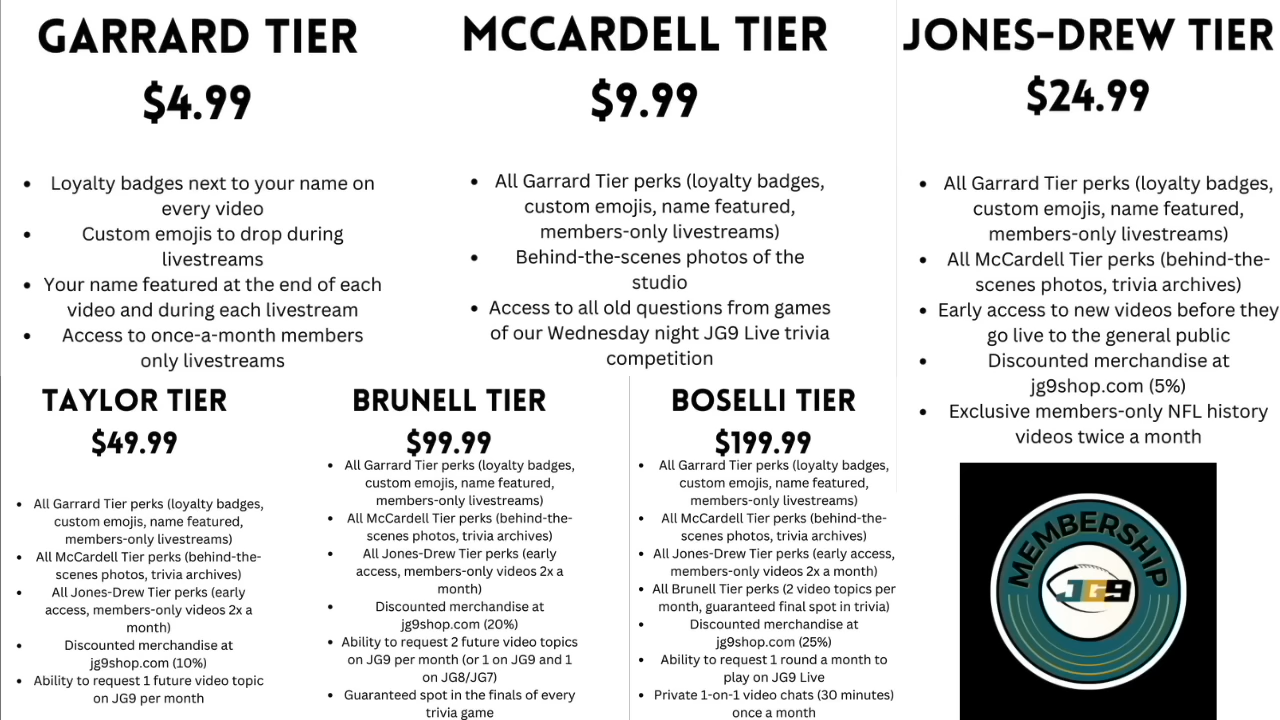 GARRARD TIER
$4.99
• Loyalty badges next to your name on
every video
• Custom emojis to drop during
livestreams
• Your name featured at the end of each
video and during each livestream
• Access to once-a-month members
only livestreams
MCCARDELL TIER
$9.99
• All Garrard Tier perks (loyalty badges,
custom emojis, name featured,
members-only livestreams)
• Behind-the-scenes photos of the
studio
• Access to all old questions from games
of our Wednesday night JG9 Live trivia
competition
JONES-DREW TIER
$24.99
• All Garrard Tier perks (loyalty badges,
custom emojis, name featured,
members-only livestreams)
• All McCardell Tier perks (behind-the-
scenes photos, trivia archives)
• Early access to new videos before they
go live to the general public
• Discounted merchandise at
jg9shop.com (5%)
• Exclusive members-only NFL history
videos twice a month
TAYLOR TIER
$49.99
• All Garrard Tier perks (loyalty badges,
custom emojis, name featured,
members-only livestreams)
• All McCardell Tier perks (behind-the-
scenes photos, trivia archives)
• All Jones-Drew Tier perks (early
access, members-only videos 2x a
month)
• Discounted merchandise at
jg9shop.com (10%)
• Ability to request 1 future video topic
on JG9 per month
BRUNELL TIER
$99.99
• All Garrard Tier perks (loyalty badges,
custom emojis, name featured,
members-only livestreams)
• All McCardell Tier perks (behind-the-
scenes photos, trivia archives)
• All Jones-Drew Tier perks (early
access, members-only videos 2x a
month)
• Discounted merchandise at
jg9shop.com (20%)
• Ability to request 2 future video topics
on JG9 per month (or 1 on JG9 and 1
on JG8/JG7)
• Guaranteed spot in the finals of every
trivia game
BOSELLI TIER
$199.99
• All Garrard Tier perks (loyalty badges,
custom emojis, name featured,
members-only livestreams)
• All McCardell Tier perks (behind-the-
scenes photos, trivia archives)
• All Jones-Drew Tier perks (early access,
members-only videos 2x a month)
• All Brunell Tier perks (2 video topics per
month, guaranteed final spot in trivia)
• Discounted merchandise at
jg9shop.com (25%)
• Ability to request 1 round a month to
play on JG9 Live
• Private 1-on-1 video chats (30 minutes)
once a month
MEMBERSHIP
JG9